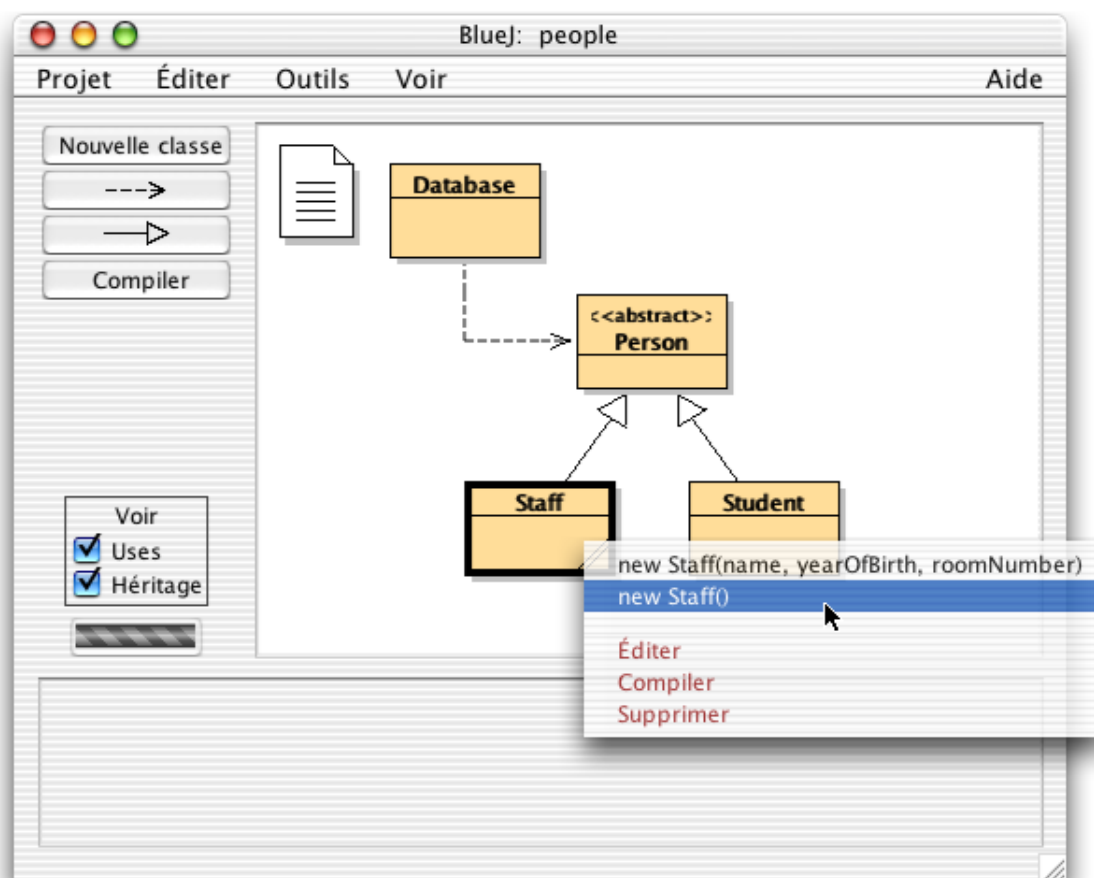 BlueJ: people
Projet Éditer Outils Voir Aide
Nouvelle classe
Compiler
Database
<<abstract>>
Person
Staff
Student
Voir
Uses
Héritage
new Staff(name, yearOfBirth, roomNumber)
new Staff()
Éditer
Compiler
Supprimer